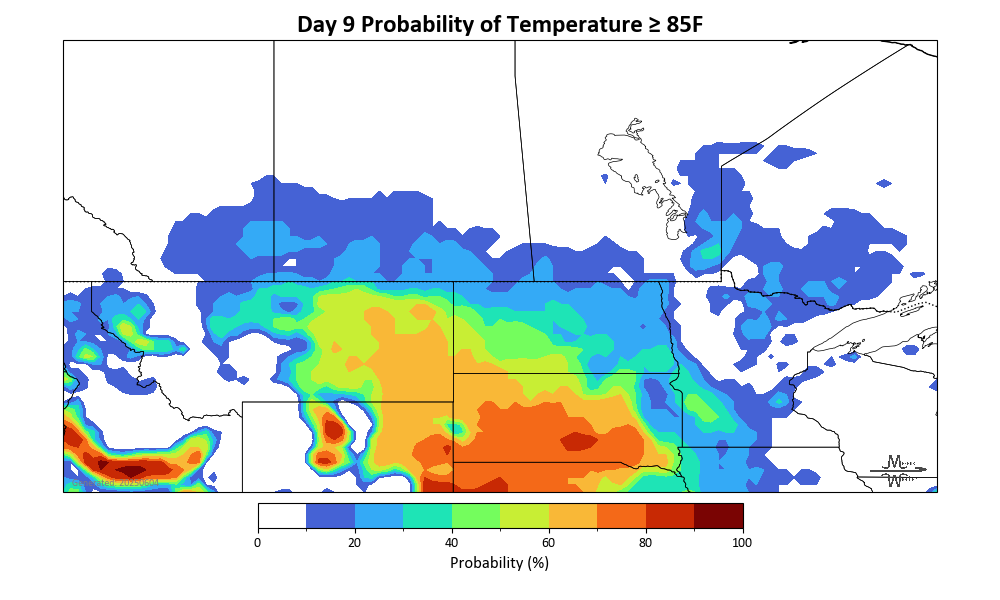 Day 9 Probability of Temperature ≥ 85F
M
W
0 20 40 60 80 100
Probability (%)